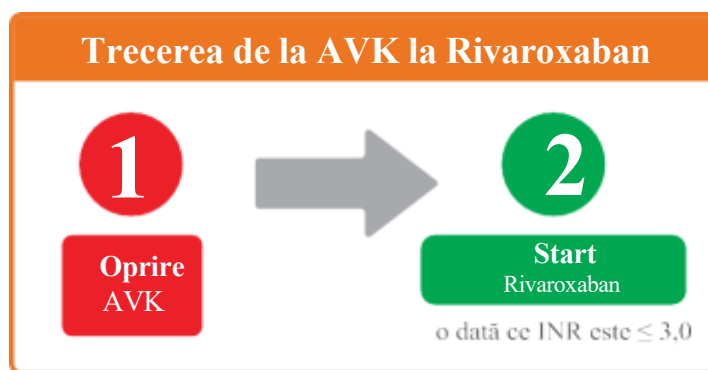 Trecerea de la AVK la Rivaroxaban
1
2
Oprire
AVK
Start
Rivaroxaban
o dată ce INR este ≤ 3,0